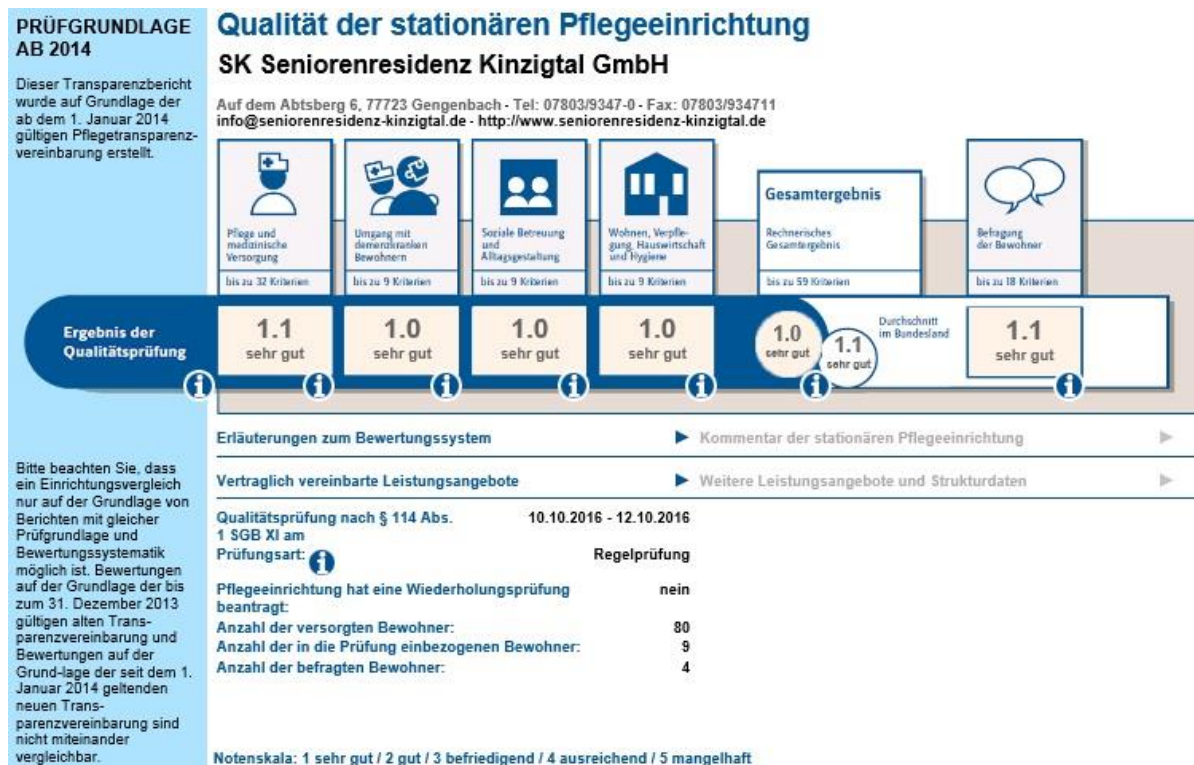 PRÜFGRUNDLAGE
AB 2014
Dieser Transparenzbericht
wurde auf Grundlage der
ab dem 1. Januar 2014
gültigen Pflegetransparenz-
vereinbarung erstellt.
Qualität der stationären Pflegeeinrichtung
SK Seniorenresidenz Kinzigtal GmbH
Auf dem Abtsberg 6, 77723 Gengenbach - Tel: 07803/9347-0 - Fax: 07803/934711
info@seniorenresidenz-kinzigtal.de - http://www.seniorenresidenz-kinzigtal.de
Pflege und
medizinische
Versorgung
bis zu 32 Kriterien
Umgang mit
demenzkranken
Bewohnern
bis zu 9 Kriterien
Soziale Betreuung
und
Alltagsgestaltung
bis zu 9 Kriterien
Wohnen, Verpfle-
gung, Hauswirtschaft
und Hygiene
bis zu 9 Kriterien
Gesamtergebnis
Rechnerisches
Gesamtergebnis
bis zu 59 Kriterien
Befragung
der Bewohner
bis zu 18 Kriterien
Ergebnis der
Qualitätsprüfung
1.1
sehr gut
1.0
sehr gut
1.0
sehr gut
1.0
sehr gut
1.0
sehr gut
1.1
sehr gut
Durchschnitt
im Bundesland
1.1
sehr gut
Erläuterungen zum Bewertungssystem
Kommentar der stationären Pflegeeinrichtung
Vertraglich vereinbarte Leistungsangebote
Weitere Leistungsangebote und Strukturdaten
Qualitätsprüfung nach § 114 Abs. 10.10.2016 - 12.10.2016
1 SGB XI am
Prüfungsart: Regelprüfung
Pflegeeinrichtung hat eine Wiederholungsprüfung nein
beantragt:
Anzahl der versorgten Bewohner: 80
Anzahl der in die Prüfung einbezogenen Bewohner: 9
Anzahl der befragten Bewohner: 4
Bitte beachten Sie, dass
ein Einrichtungsvergleich
nur auf der Grundlage von
Berichten mit gleicher
Prüfgrundlage und
Bewertungssystematik
möglich ist. Bewertungen
auf der Grundlage der bis
zum 31. Dezember 2013
gültigen alten Trans-
parenzvereinbarung und
Bewertungen auf der
Grund-lage der seit dem 1.
Januar 2014 geltenden
neuen Trans-
parenzvereinbarung sind
nicht miteinander
vergleichbar.
Notenskala: 1 sehr gut / 2 gut / 3 befriedigend / 4 ausreichend / 5 mangelhaft